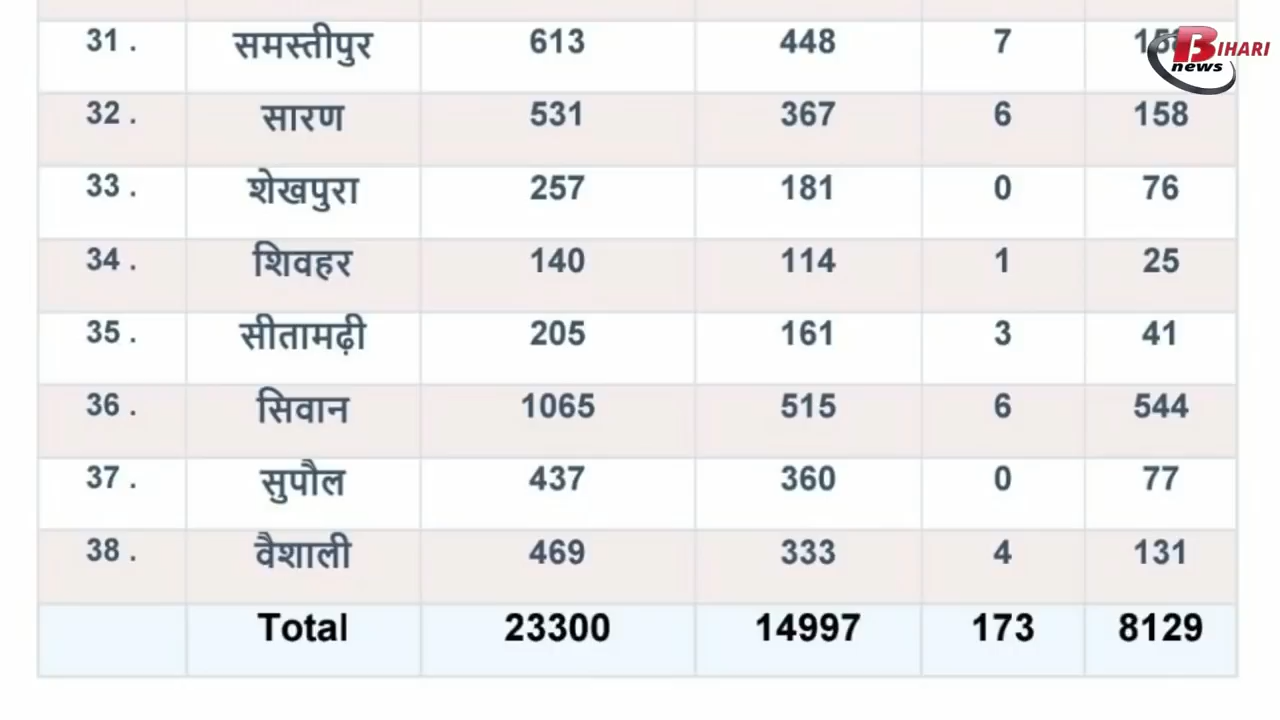 31 . समस्तीपुर 613 448 7 158
BIHARI
news
32 . सारण 531 367 6 158
33 . शेखपुरा 257 181 0 76
34 . शिवहर 140 114 1 25
35 . सीतामढ़ी 205 161 3 41
36 . सिवान 1065 515 6 544
37 . सुपौल 437 360 0 77
38 . वैशाली 469 333 4 131
Total 23300 14997 173 8129